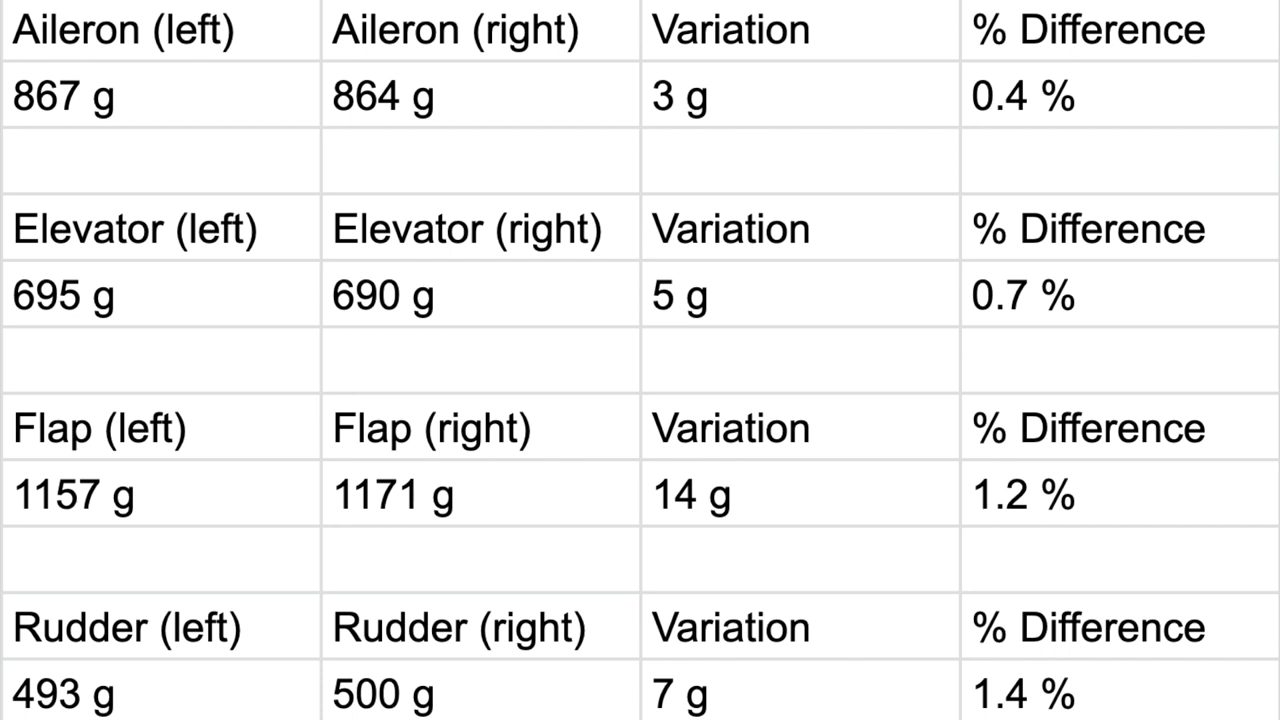 Aileron (left) Aileron (right) Variation % Difference
867 g 864 g 3 g 0.4 %
Elevator (left) Elevator (right) Variation % Difference
695 g 690 g 5 g 0.7 %
Flap (left) Flap (right) Variation % Difference
1157 g 1171 g 14 g 1.2 %
Rudder (left) Rudder (right) Variation % Difference
493 g 500 g 7 g 1.4 %